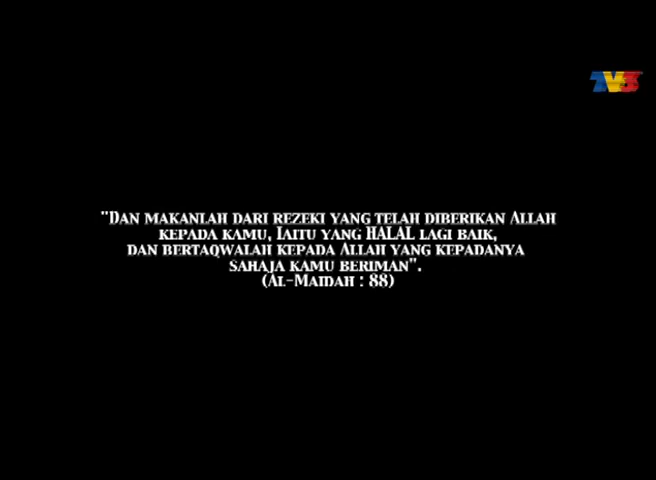 TV3
"Dan makanlah dari rezeki yang telah diberikan Allah
kepada kamu, Iaitu yang HALAL lagi baik,
dan bertaqwalah kepada Allah yang kepadanya
sahaja kamu beriman".
(Al-Maidah : 88)